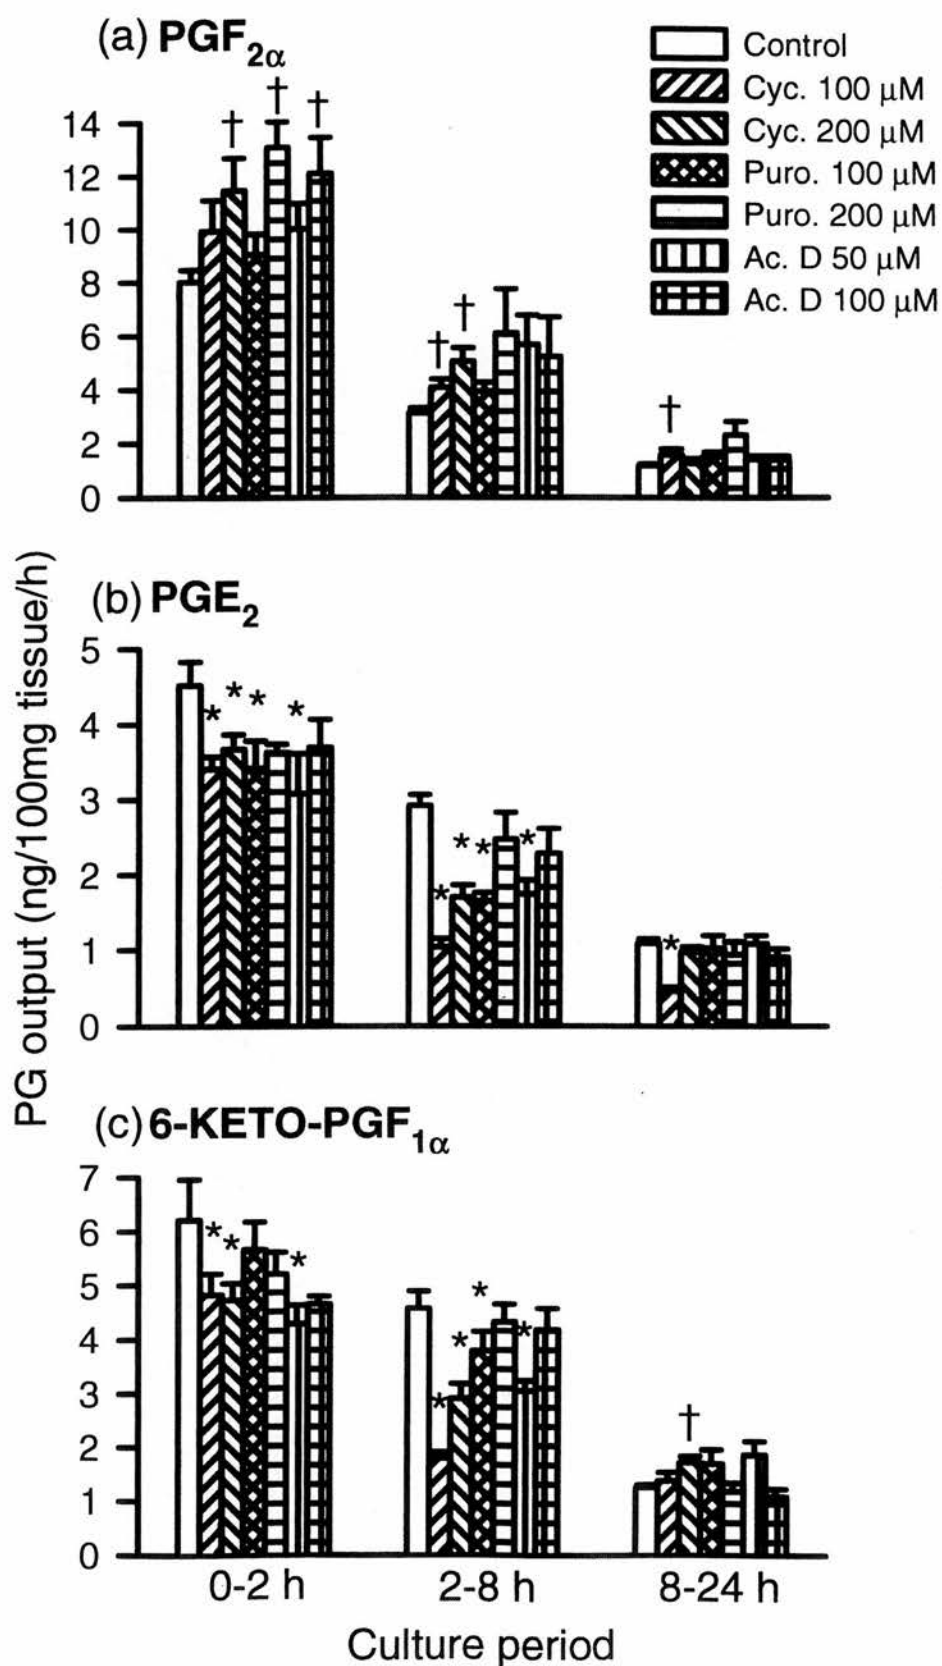 (a) PGF2α
Control
Cyc. 100 μM
Cyc. 200 μM
Puro. 100 μM
Puro. 200 μM
Ac. D 50 μM
Ac. D 100 μM
† † †
14
12
10
8
6
4
2
0
† †
†
PG output (ng/100mg tissue/h)
(b) PGE2
5
4
3
2
1
0
* * * *
* * * *
*
(c) 6-KETO-PGF1α
7
6
5
4
3
2
1
0
* * *
* * * *
†
0-2 h 2-8 h 8-24 h
Culture period